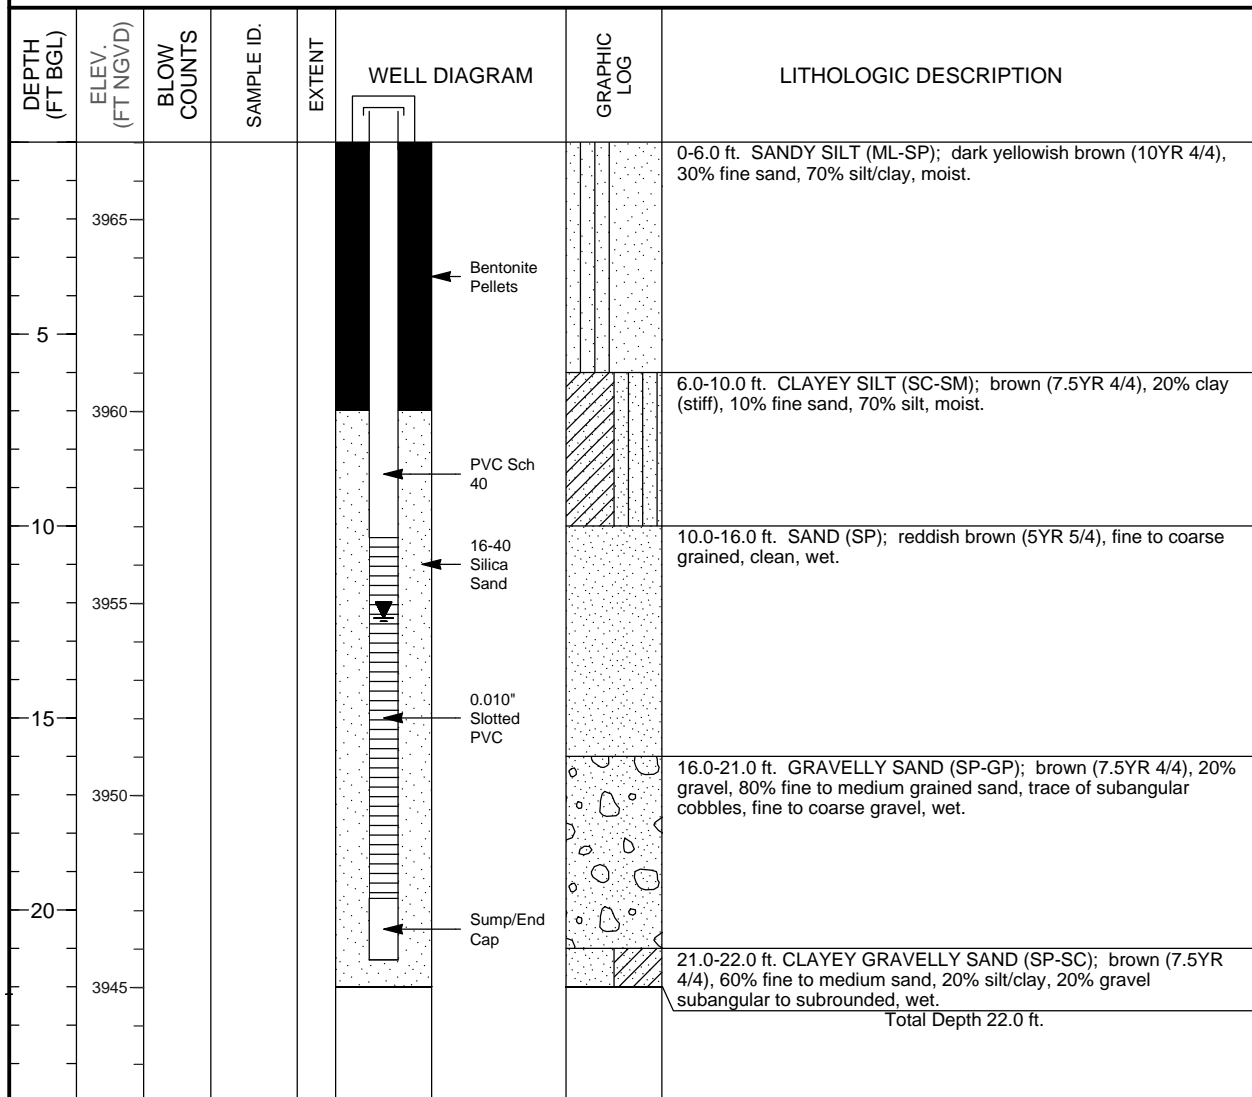 DEPTH
(FT BGL)
ELEV.
(FT NGVD)
BLOW
COUNTS
SAMPLE ID.
EXTENT
WELL DIAGRAM
GRAPHIC
LOG
LITHOLOGIC DESCRIPTION
0-6.0 ft. SANDY SILT (ML-SP); dark yellowish brown (10YR 4/4),
30% fine sand, 70% silt/clay, moist.
3965
Bentonite
Pellets
5
6.0-10.0 ft. CLAYEY SILT (SC-SM); brown (7.5YR 4/4), 20% clay
(stiff), 10% fine sand, 70% silt, moist.
3960
PVC Sch
40
10
10.0-16.0 ft. SAND (SP); reddish brown (5YR 5/4), fine to coarse
grained, clean, wet.
16-40
Silica
Sand
3955
0.010"
Slotted
PVC
15
16.0-21.0 ft. GRAVELLY SAND (SP-GP); brown (7.5YR 4/4), 20%
gravel, 80% fine to medium grained sand, trace of subangular
cobbles, fine to coarse gravel, wet.
3950
20
Sump/End
Cap
21.0-22.0 ft. CLAYEY GRAVELLY SAND (SP-SC); brown (7.5YR
4/4), 60% fine to medium sand, 20% silt/clay, 20% gravel
subangular to subrounded, wet.
3945
Total Depth 22.0 ft.